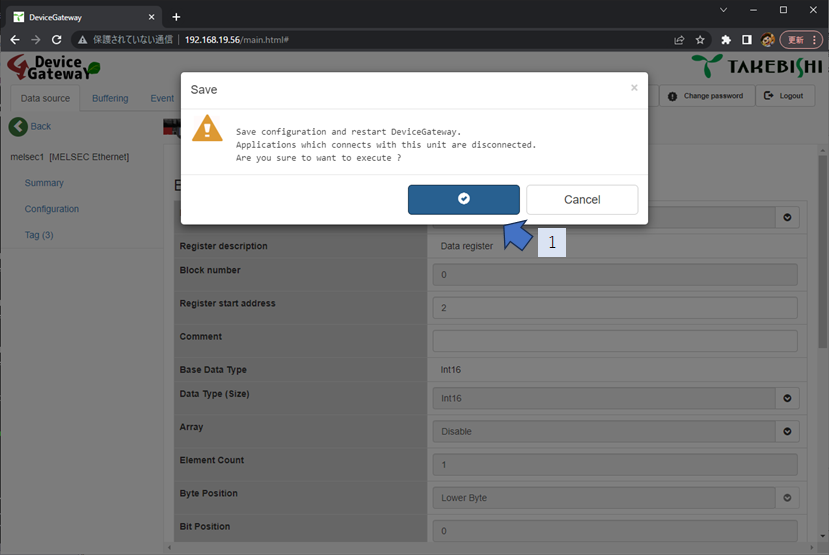 DeviceGateway
保護されていない通信
192.168.19.56/main.html#
更新
Device
Gateway
TAKEBISHI
Data source
Buffering
Event
Change password
Logout
Back
melsec1 [MELSEC Ethernet]
Summary
Configuration
Tag (3)
Save
×
Save configuration and restart DeviceGateway.
Applications which connects with this unit are disconnected.
Are you sure to want to execute ?
Cancel
1
Register description
Data register
Block number
0
Register start address
2
Comment
Base Data Type
Int16
Data Type (Size)
Int16
Array
Disable
Element Count
1
Byte Position
Lower Byte
Bit Position
0